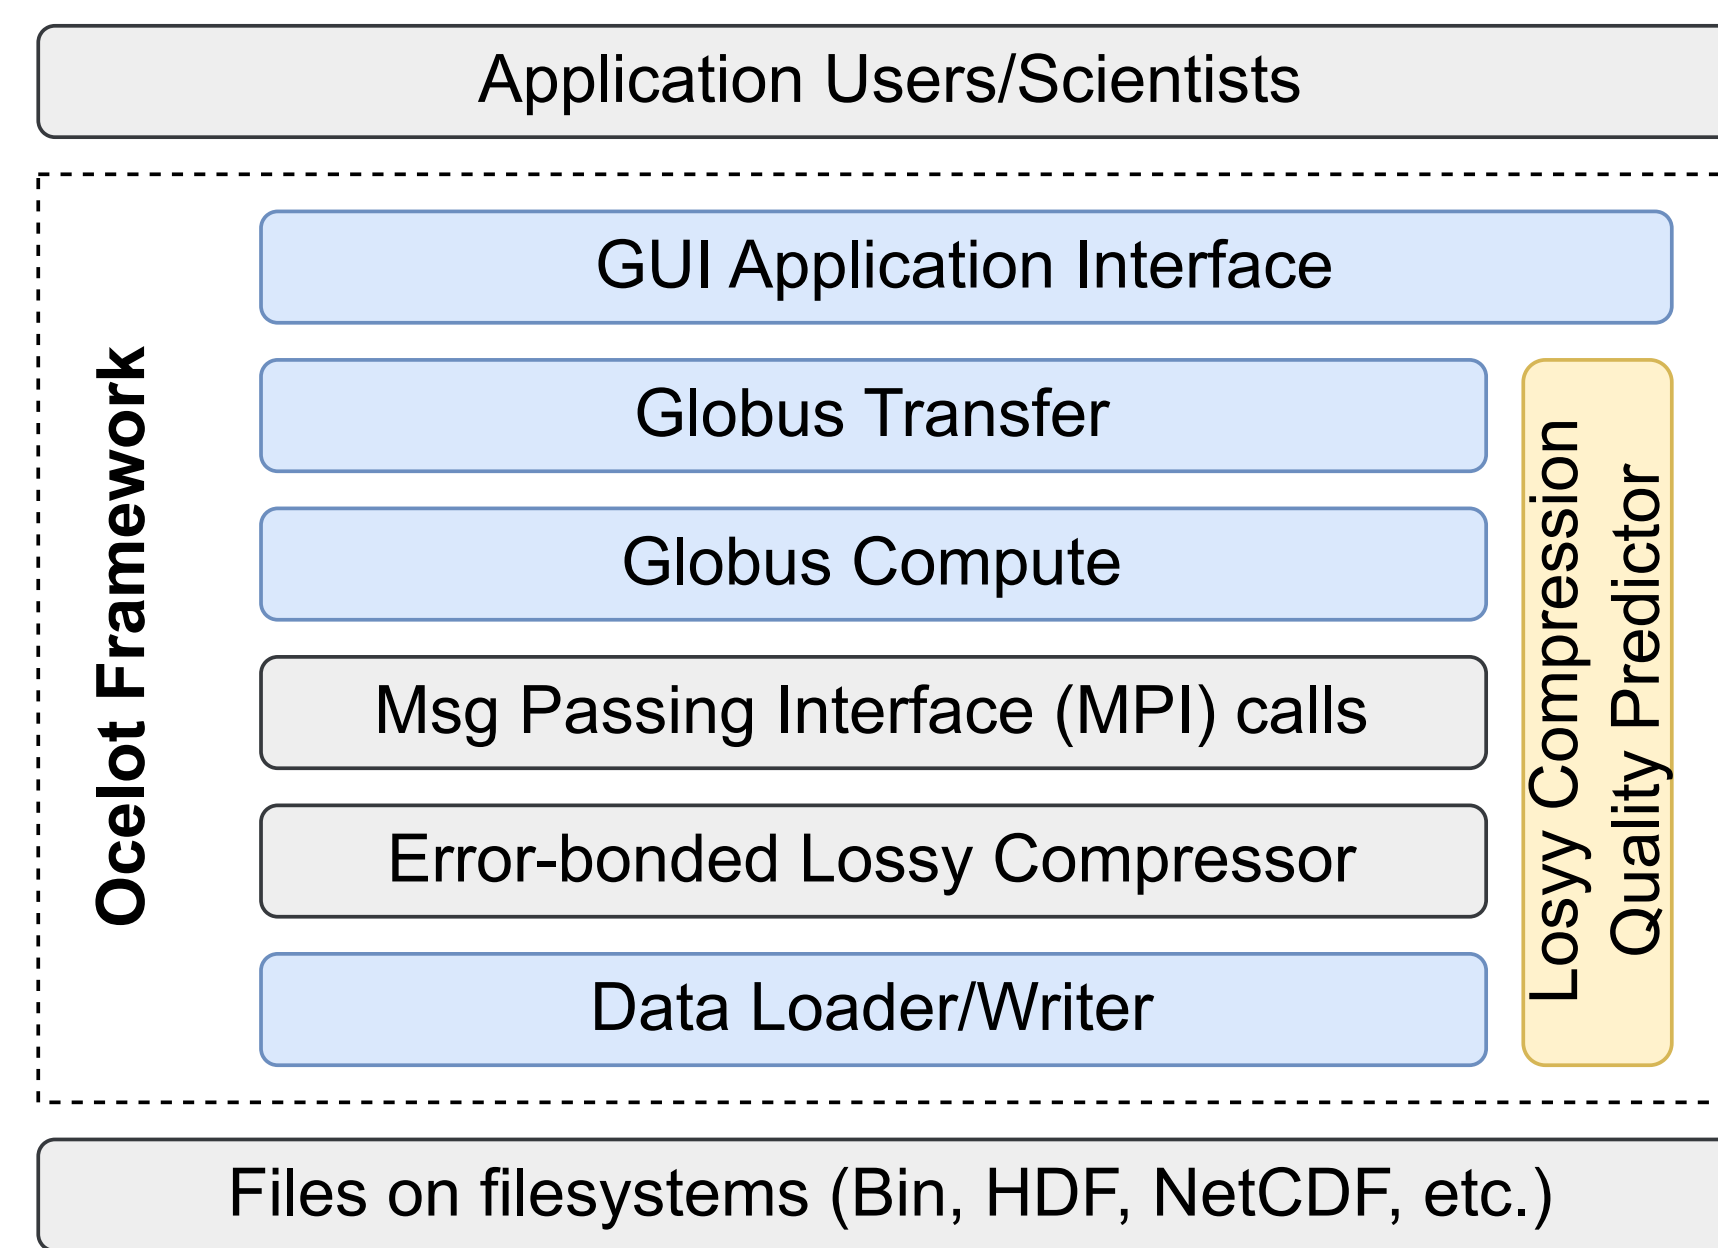 Application Users/Scientists
Ocelot Framework
GUI Application Interface
Globus Transfer
Globus Compute
Msg Passing Interface (MPI) calls
Error-bonded Lossy Compressor
Data Loader/Writer
Losyy Compression
Quality Predictor
Files on filesystems (Bin, HDF, NetCDF, etc.)